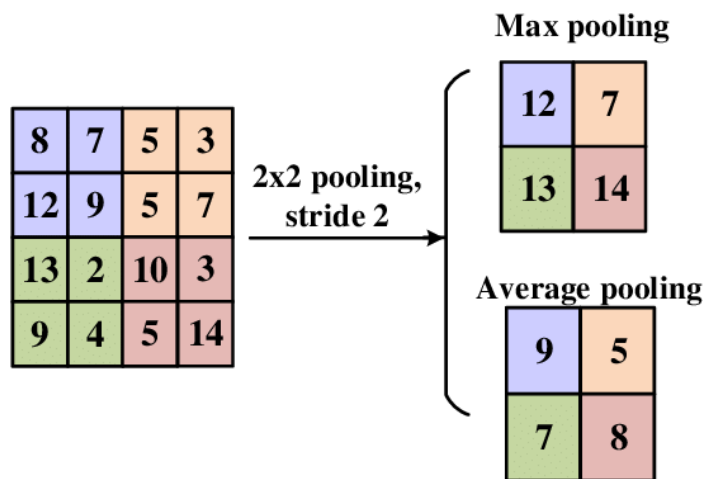 Max pooling
12 7
13 14
8 7 5 3
12 9 5 7
13 2 10 3
9 4 5 14
2x2 pooling,
stride 2
Average pooling
9 5
7 8